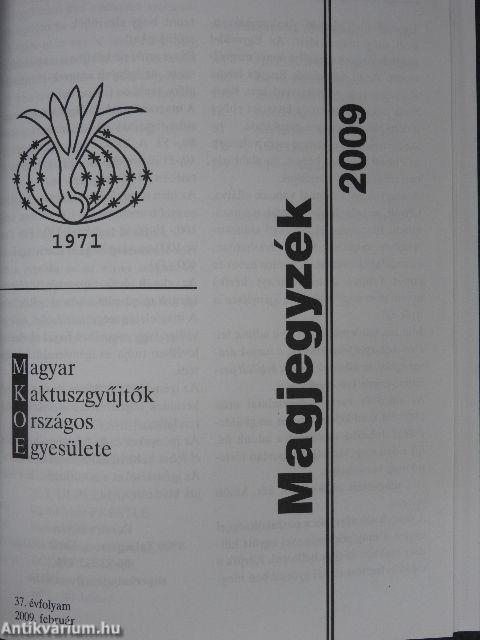 1971
Magyar
Kaktuszgyűjtők
Országos
Egyesülete
Magjegyzék
2009
37. évfolyam
2009. február
Antikvarium.hu